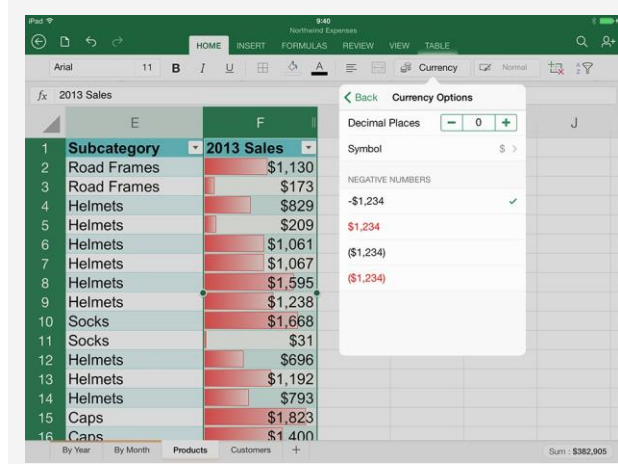 iPad 9:40
Northwind Expenses
HOME INSERT FORMULAS REVIEW VIEW TABLE
Arial 11 B I U A Currency Normal
fx 2013 Sales
Back Currency Options
Decimal Places − 0 +
Symbol $ >
NEGATIVE NUMBERS
-$1,234
$1,234
($1,234)
($1,234)
E F J
1 Subcategory 2013 Sales
2 Road Frames $1,130
3 Road Frames $173
4 Helmets $829
5 Helmets $209
6 Helmets $1,061
7 Helmets $1,067
8 Helmets $1,595
9 Helmets $1,238
10 Socks $1,668
11 Socks $31
12 Helmets $696
13 Helmets $1,192
14 Helmets $793
15 Caps $1,823
16 Caps $1,400
By Year By Month Products Customers +
Sum : $382,905